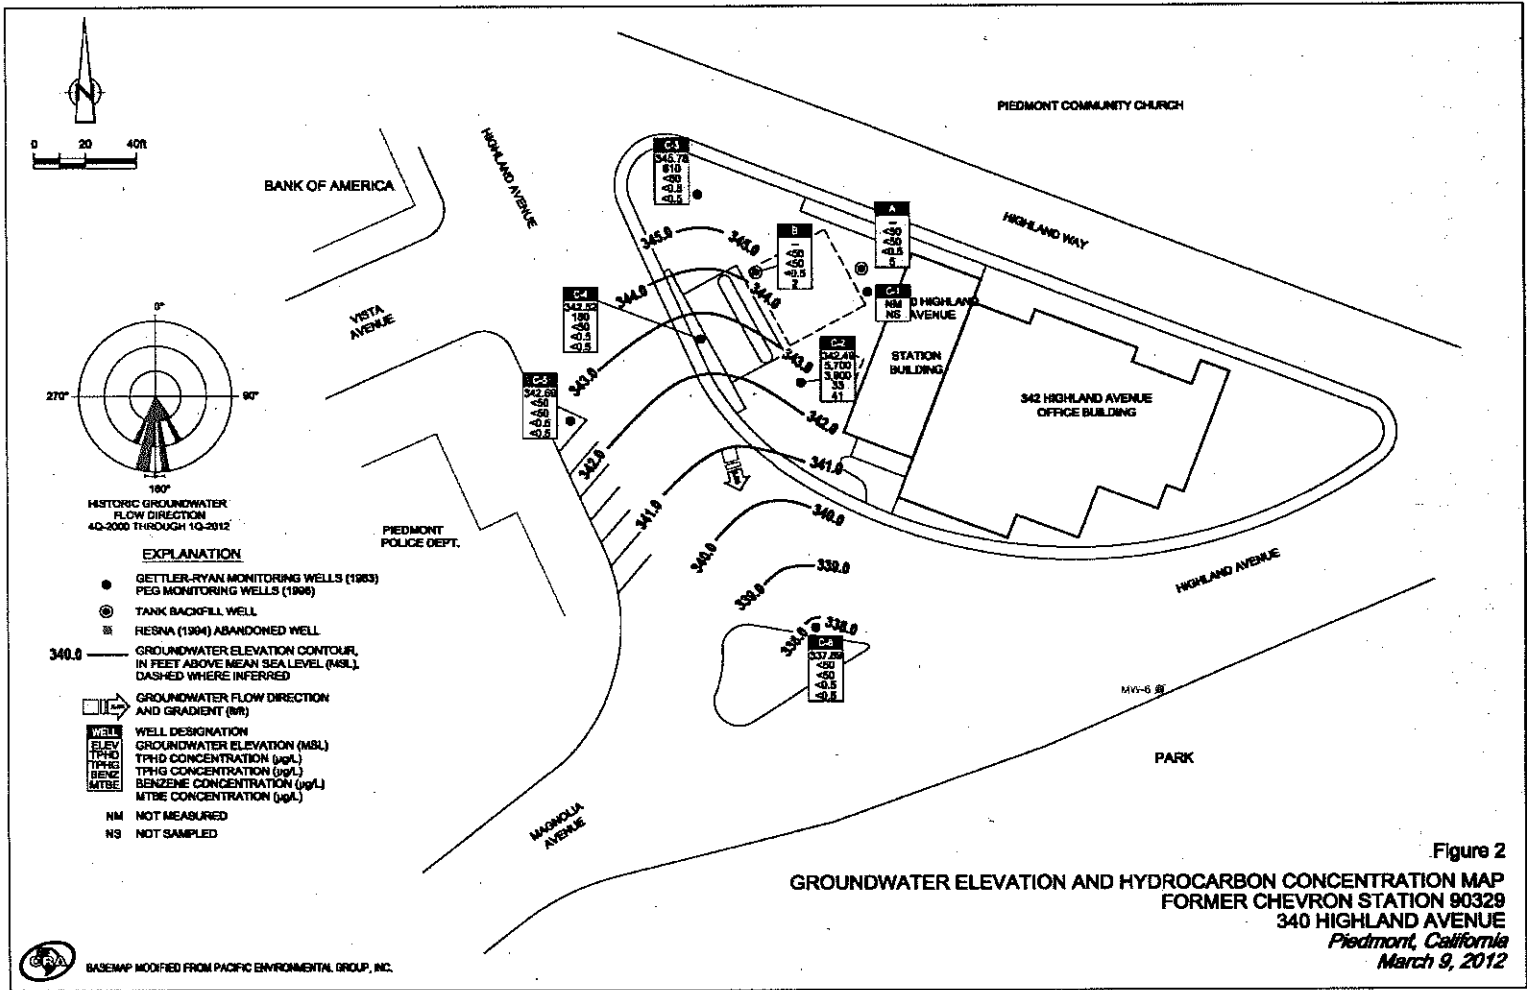 N
0 20 40ft
BANK OF AMERICA
HIGHLAND AVENUE
PIEDMONT COMMUNITY CHURCH
HIGHLAND WAY
C-3
345.78
610
<50
<0.5
<0.5
A
–
<50
<50
<0.5
5
B
–
<50
<50
<0.5
2
C-1
NM
NS
HIGHLAND
AVENUE
C-4
342.52
180
<50
<0.5
<0.5
C-2
342.49
5,700
3,900
33
41
C-5
342.69
<50
<50
<0.5
<0.5
345.0
345.0
344.0
344.0
343.0
343.0
342.0
342.0
341.0
341.0
340.0
340.0
339.0
339.0
338.0
338.0
C-6
337.89
<50
<50
<0.5
<0.5
STATION
BUILDING
342 HIGHLAND AVENUE
OFFICE BUILDING
VISTA
AVENUE
0°
270°
90°
180°
HISTORIC GROUNDWATER
FLOW DIRECTION
4Q-2000 THROUGH 1Q-2012
PIEDMONT
POLICE DEPT.
HIGHLAND AVENUE
MW-6
PARK
MAGNOLIA
AVENUE
EXPLANATION
GETTLER-RYAN MONITORING WELLS (1983)
PEG MONITORING WELLS (1996)
TANK BACKFILL WELL
RESNA (1994) ABANDONED WELL
340.0 GROUNDWATER ELEVATION CONTOUR,
IN FEET ABOVE MEAN SEA LEVEL (MSL),
DASHED WHERE INFERRED
GROUNDWATER FLOW DIRECTION
AND GRADIENT (ft/ft)
WELL WELL DESIGNATION
ELEV GROUNDWATER ELEVATION (MSL)
TPHD TPHD CONCENTRATION (µg/L)
TPHG TPHG CONCENTRATION (µg/L)
BENZ BENZENE CONCENTRATION (µg/L)
MTBE MTBE CONCENTRATION (µg/L)
NM NOT MEASURED
NS NOT SAMPLED
Figure 2
GROUNDWATER ELEVATION AND HYDROCARBON CONCENTRATION MAP
FORMER CHEVRON STATION 90329
340 HIGHLAND AVENUE
Piedmont, California
March 9, 2012
CRA
BASEMAP MODIFIED FROM PACIFIC ENVIRONMENTAL GROUP, INC.